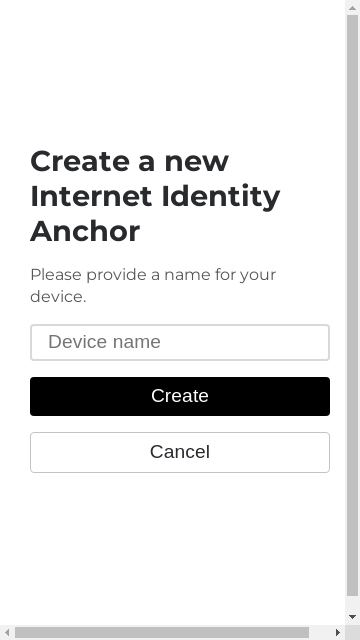 Create a new
Internet Identity
Anchor
Please provide a name for your
device.
Device name
Create
Cancel